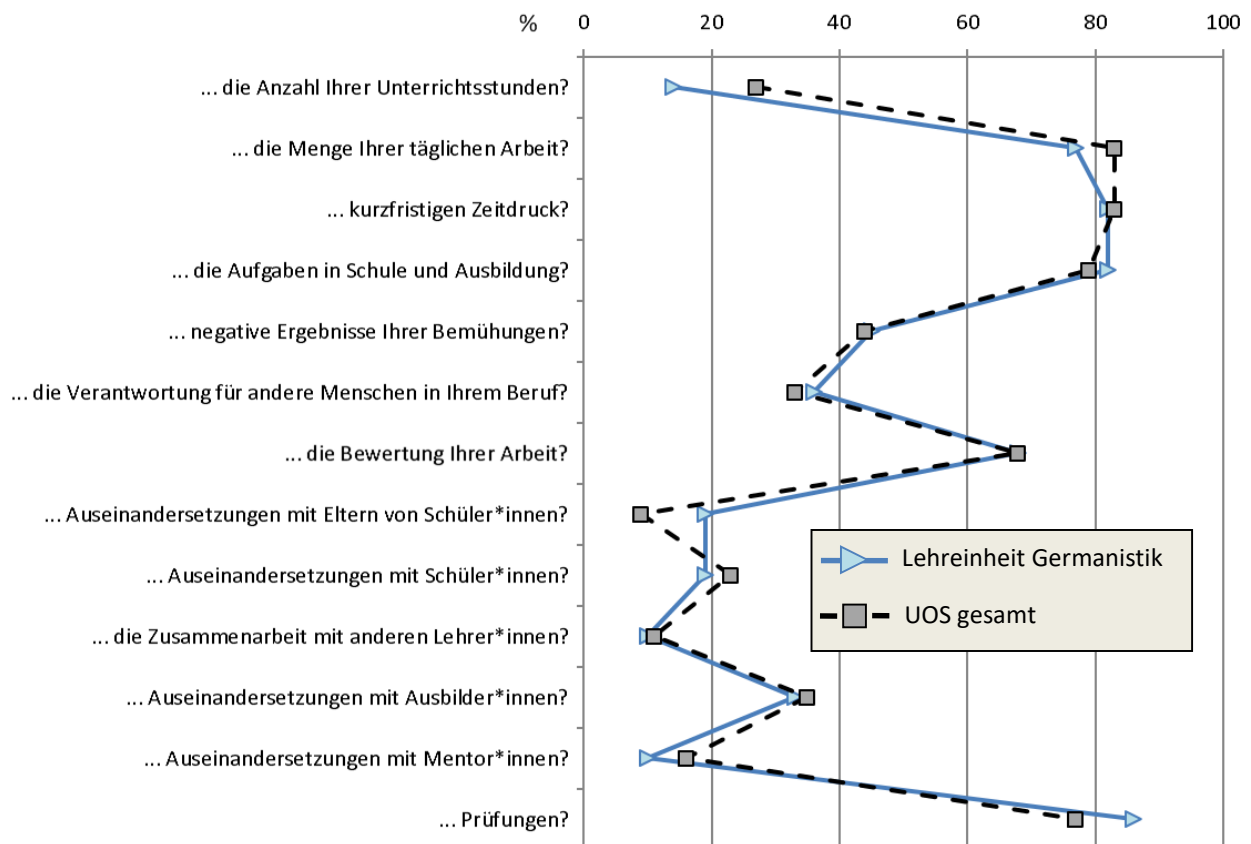 % 0 20 40 60 80 100
... die Anzahl Ihrer Unterrichtsstunden?
... die Menge Ihrer täglichen Arbeit?
... kurzfristigen Zeitdruck?
... die Aufgaben in Schule und Ausbildung?
... negative Ergebnisse Ihrer Bemühungen?
... die Verantwortung für andere Menschen in Ihrem Beruf?
... die Bewertung Ihrer Arbeit?
... Auseinandersetzungen mit Eltern von Schüler*innen?
... Auseinandersetzungen mit Schüler*innen?
... die Zusammenarbeit mit anderen Lehrer*innen?
... Auseinandersetzungen mit Ausbilder*innen?
... Auseinandersetzungen mit Mentor*innen?
... Prüfungen?
Lehreinheit Germanistik
UOS gesamt